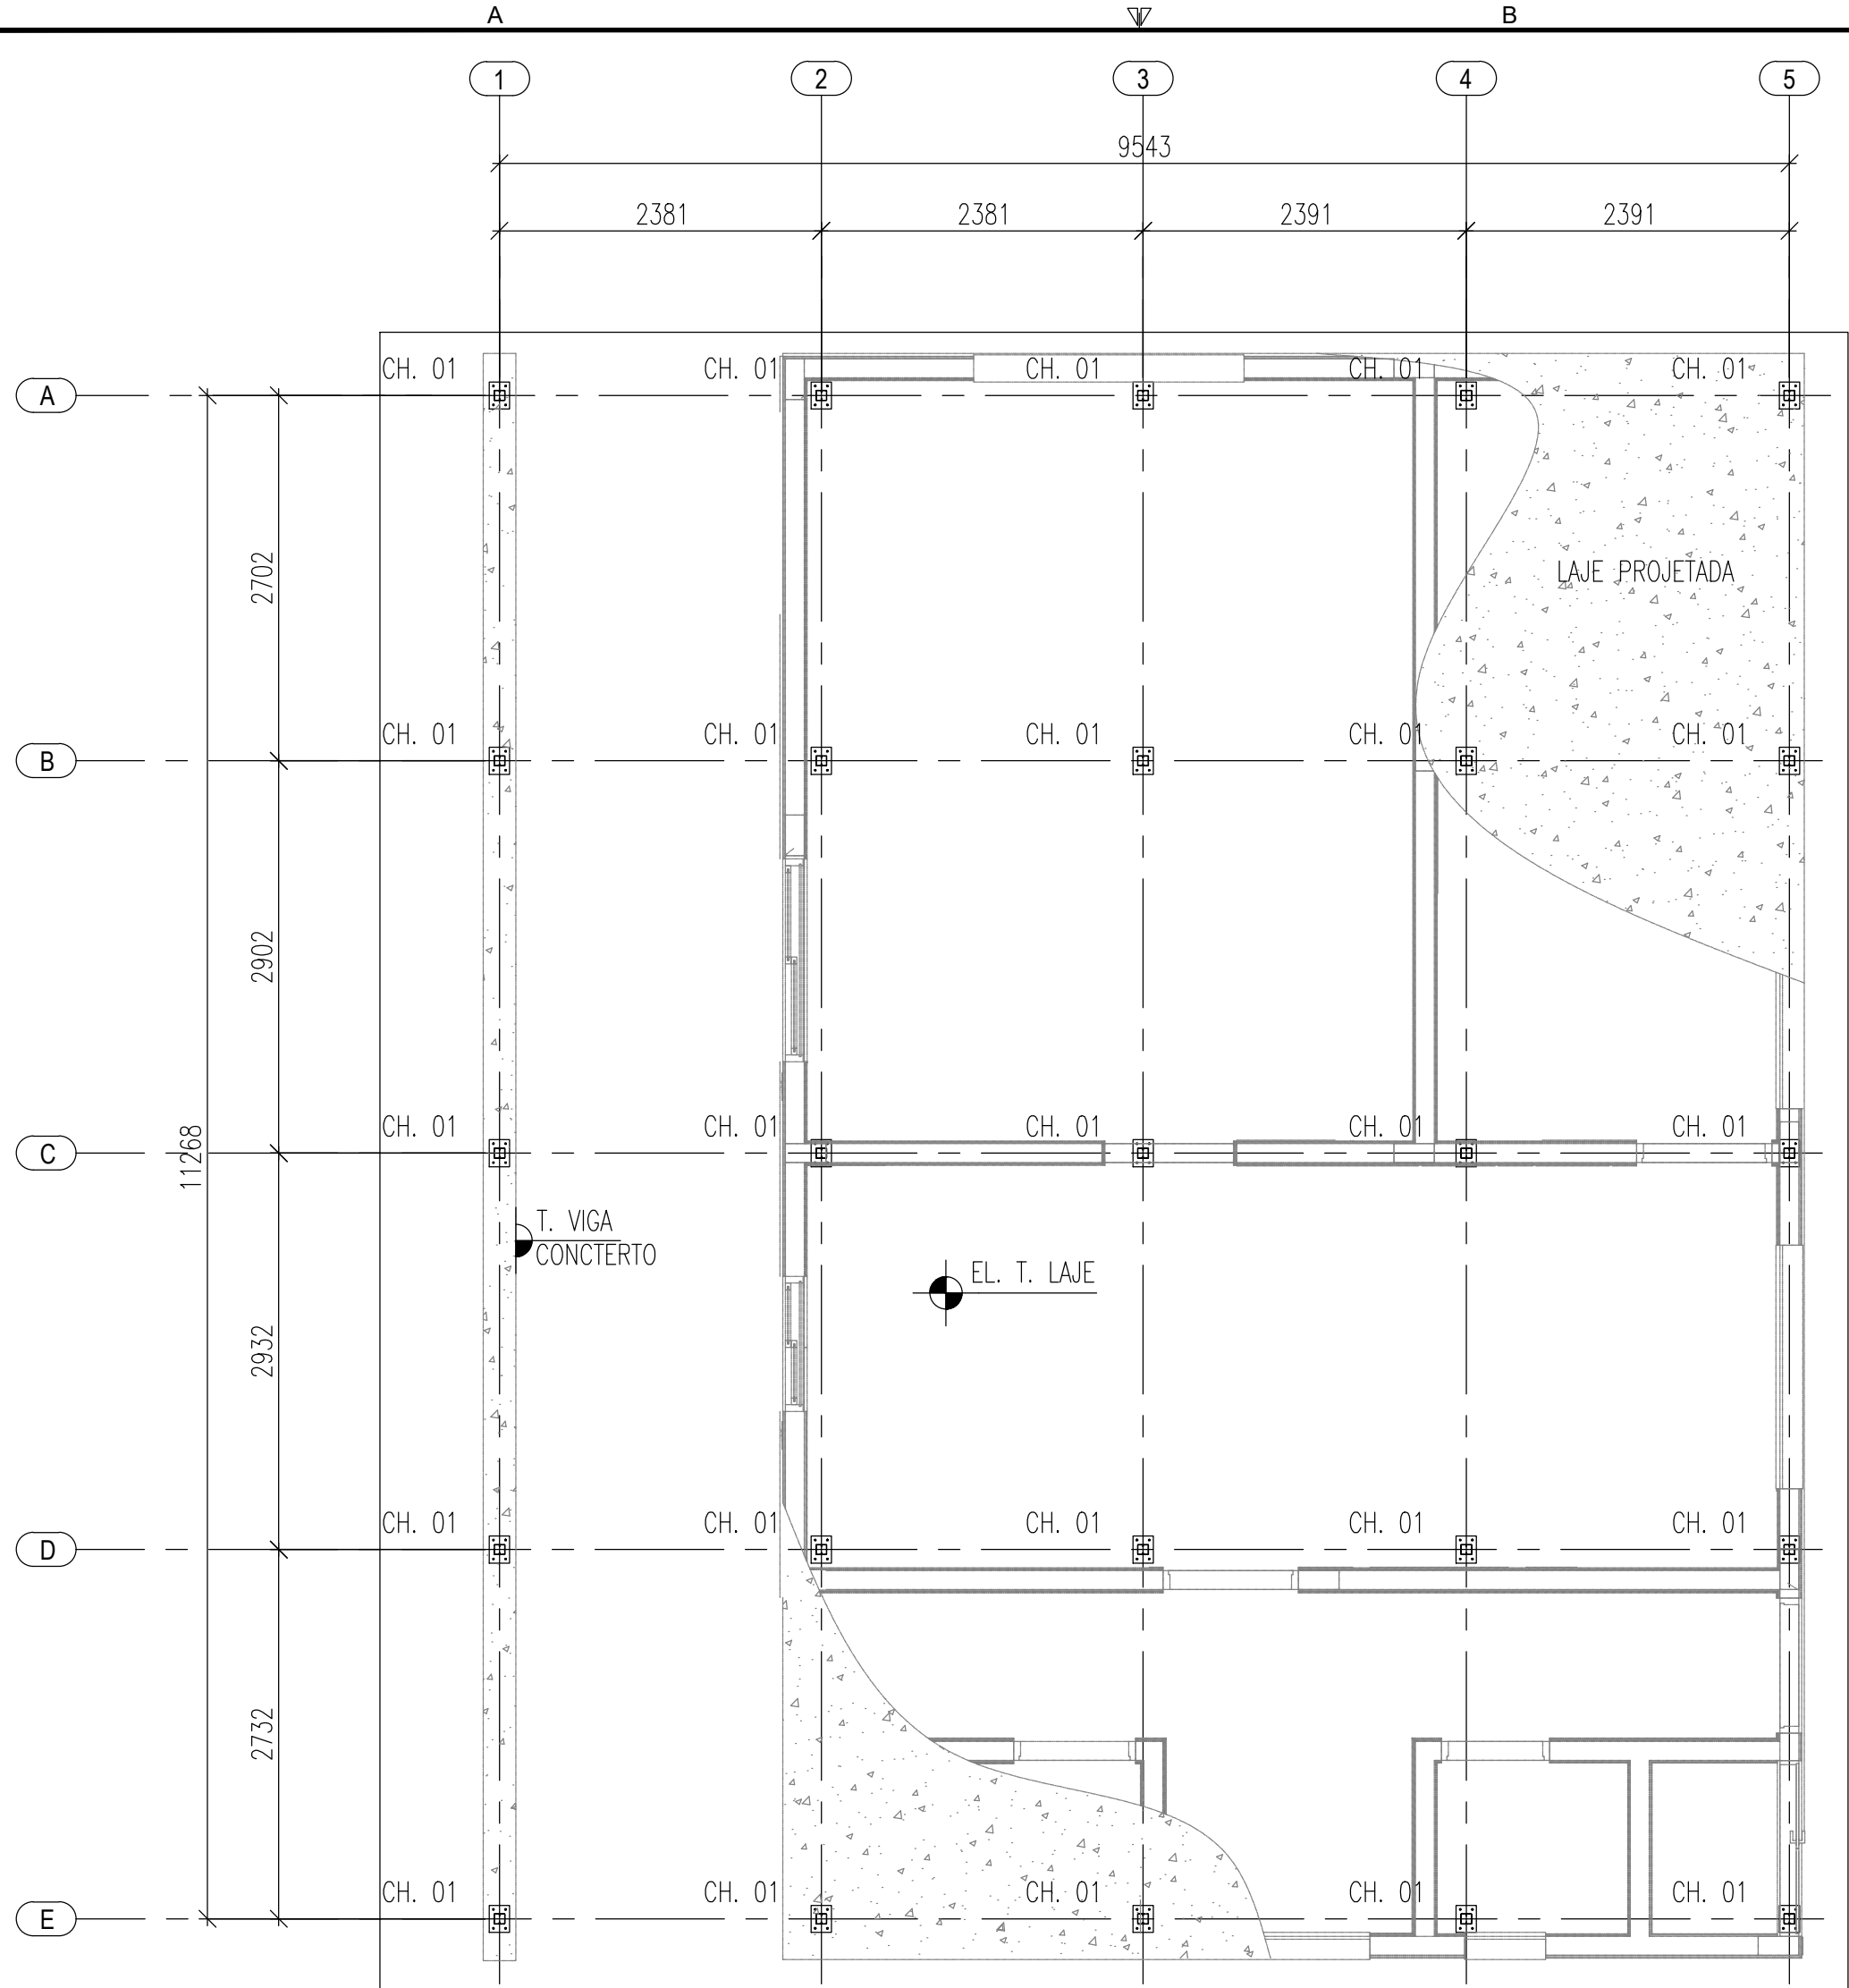 A B
1 2 3 4 5
9543
2381 2381 2391 2391
CH. 01 CH. 01 CH. 01 CH. 01 CH. 01
A
2702
LAJE PROJETADA
CH. 01 CH. 01 CH. 01 CH. 01 CH. 01
B
2902
CH. 01 CH. 01 CH. 01 CH. 01 CH. 01
C
11268
T. VIGA
CONCTERTO
EL. T. LAJE
2932
CH. 01 CH. 01 CH. 01 CH. 01 CH. 01
D
2732
CH. 01 CH. 01 CH. 01 CH. 01 CH. 01
E